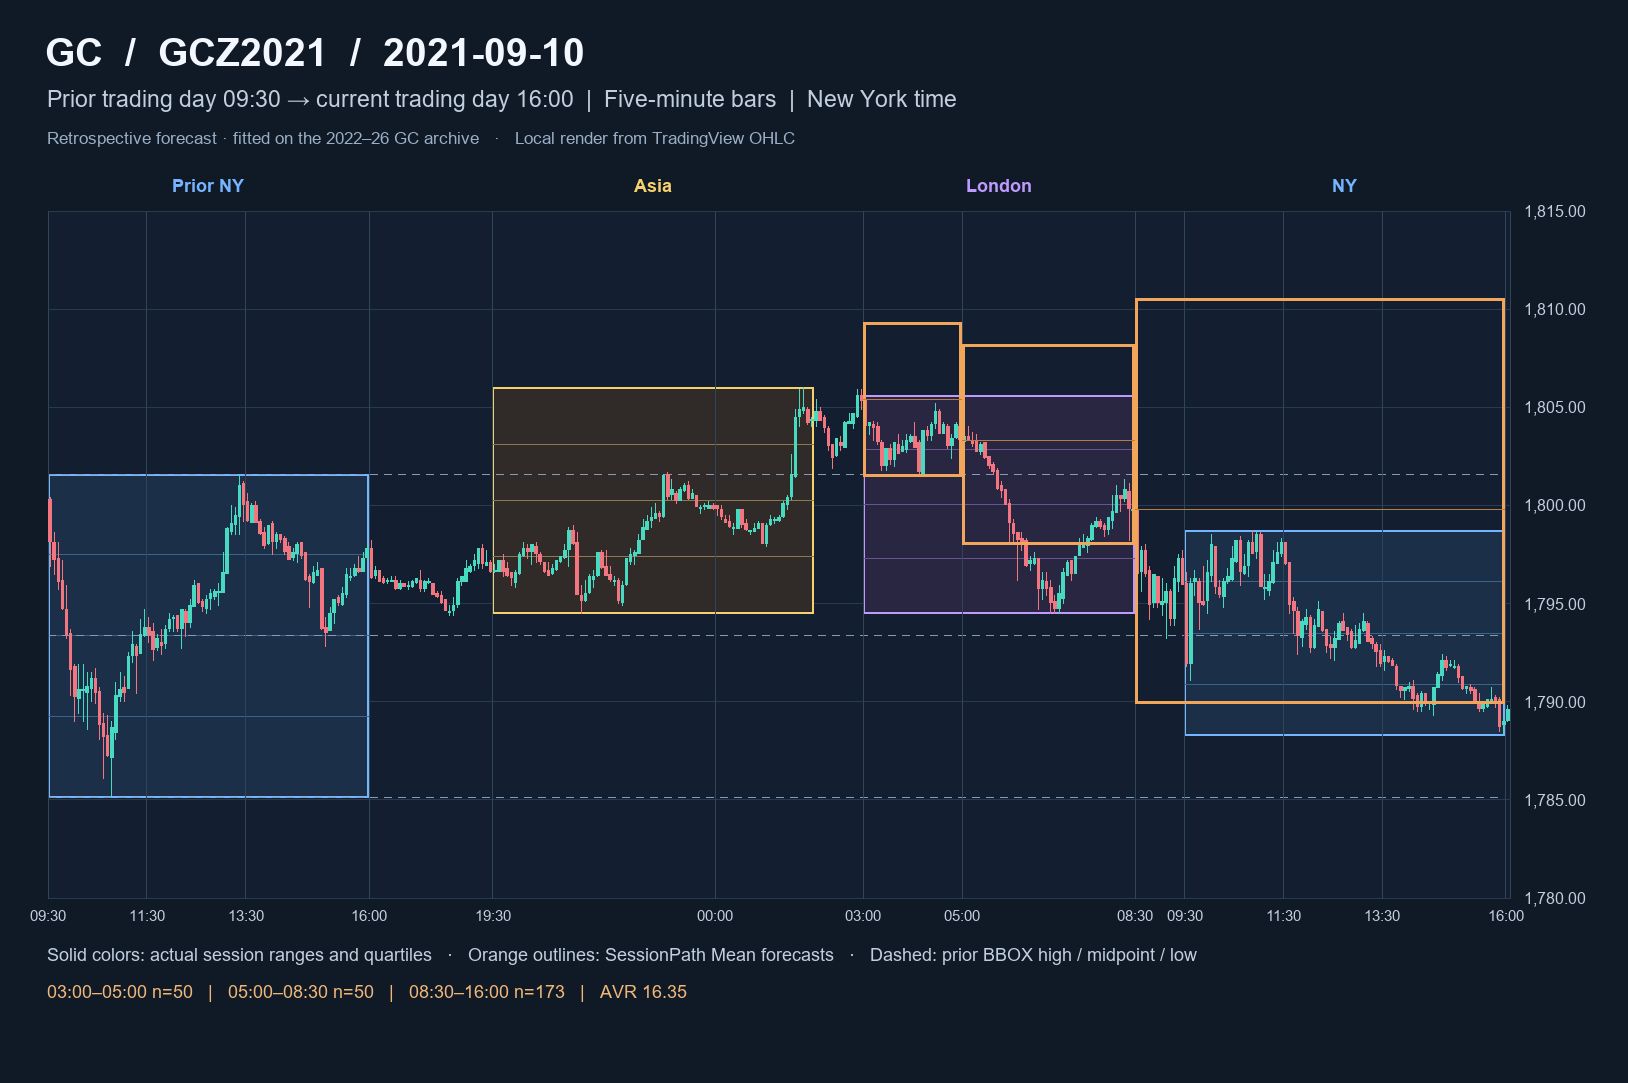 GC / GCZ2021 / 2021-09-10
Prior trading day 09:30 → current trading day 16:00 | Five-minute bars | New York time
Retrospective forecast · fitted on the 2022–26 GC archive · Local render from TradingView OHLC
Prior NY
Asia
London
NY
1,815.00
1,810.00
1,805.00
1,800.00
1,795.00
1,790.00
1,785.00
1,780.00
09:30 11:30 13:30 16:00 19:30 00:00 03:00 05:00 08:30 09:30 11:30 13:30 16:00
Solid colors: actual session ranges and quartiles · Orange outlines: SessionPath Mean forecasts · Dashed: prior BBOX high / midpoint / low
03:00–05:00 n=50 | 05:00–08:30 n=50 | 08:30–16:00 n=173 | AVR 16.35